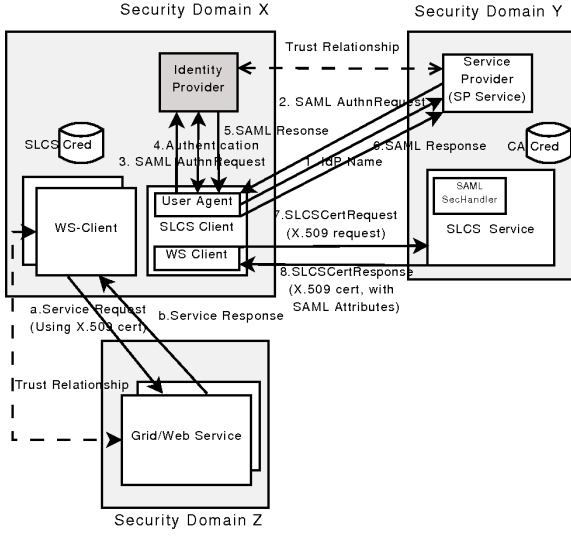 Security Domain X
Security Domain Y
Trust Relationship
Identity
Provider
Service
Provider
(SP Service)
2. SAML AuthnRequest
5.SAML Resonse
4.Authentication
6.SAML Response
3. SAML AuthnRequest
1. IdP Name
SLCS Cred
CA Cred
User Agent
SLCS Client
WS Client
WS-Client
SAML
SecHandler
SLCS Service
7.SLCSCertRequest
(X.509 request)
8.SLCSCertResponse
(X.509 cert, with
SAML Attributes)
a.Service Request
(Using X.509 cert)
b.Service Response
Trust Relationship
Grid/Web Service
Security Domain Z